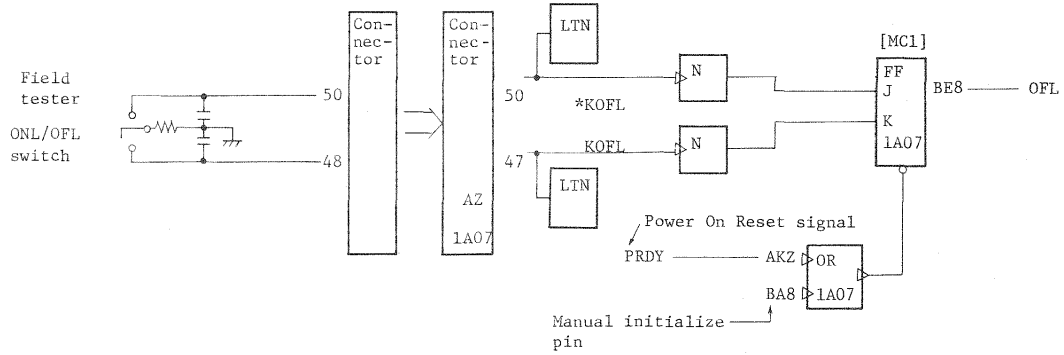 Field
tester
ONL/OFL
switch
50
48
Con-
nec-
tor
Con-
nec-
tor
AZ
1A07
50
47
LTN
*KOFL
KOFL
LTN
N
N
[MC1]
FF
J
K
1A07
BE8
OFL
Power On Reset signal
PRDY
AKZ
OR
BA8
1A07
Manual initialize
pin